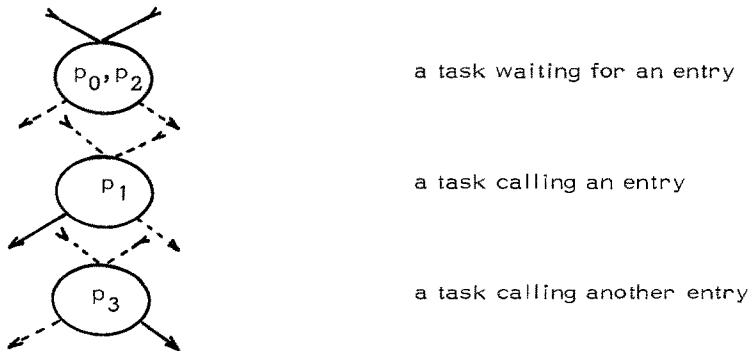 p0, p2 a task waiting for an entry
p1 a task calling an entry
p3 a task calling another entry